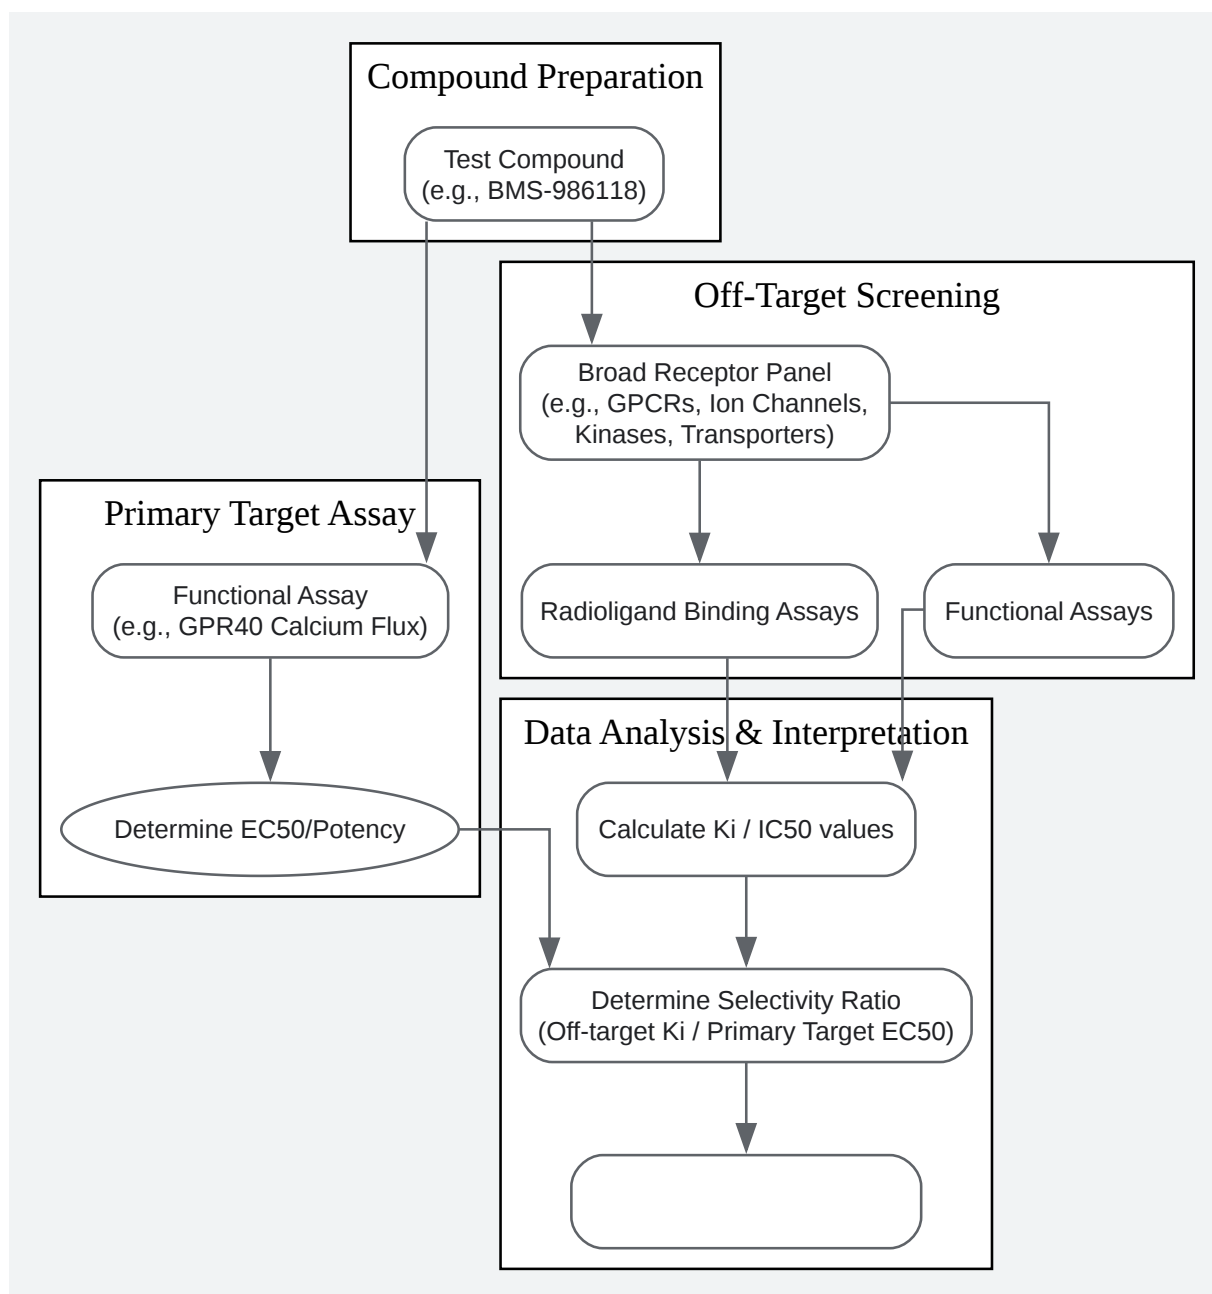 Compound Preparation
Test Compound
(e.g., BMS-986118)
Off-Target Screening
Broad Receptor Panel
(e.g., GPCRs, Ion Channels,
Kinases, Transporters)
Primary Target Assay
Functional Assay
(e.g., GPR40 Calcium Flux)
Radioligand Binding Assays
Functional Assays
Data Analysis & Interpretation
Determine EC50/Potency
Calculate Ki / IC50 values
Determine Selectivity Ratio
(Off-target Ki / Primary Target EC50)